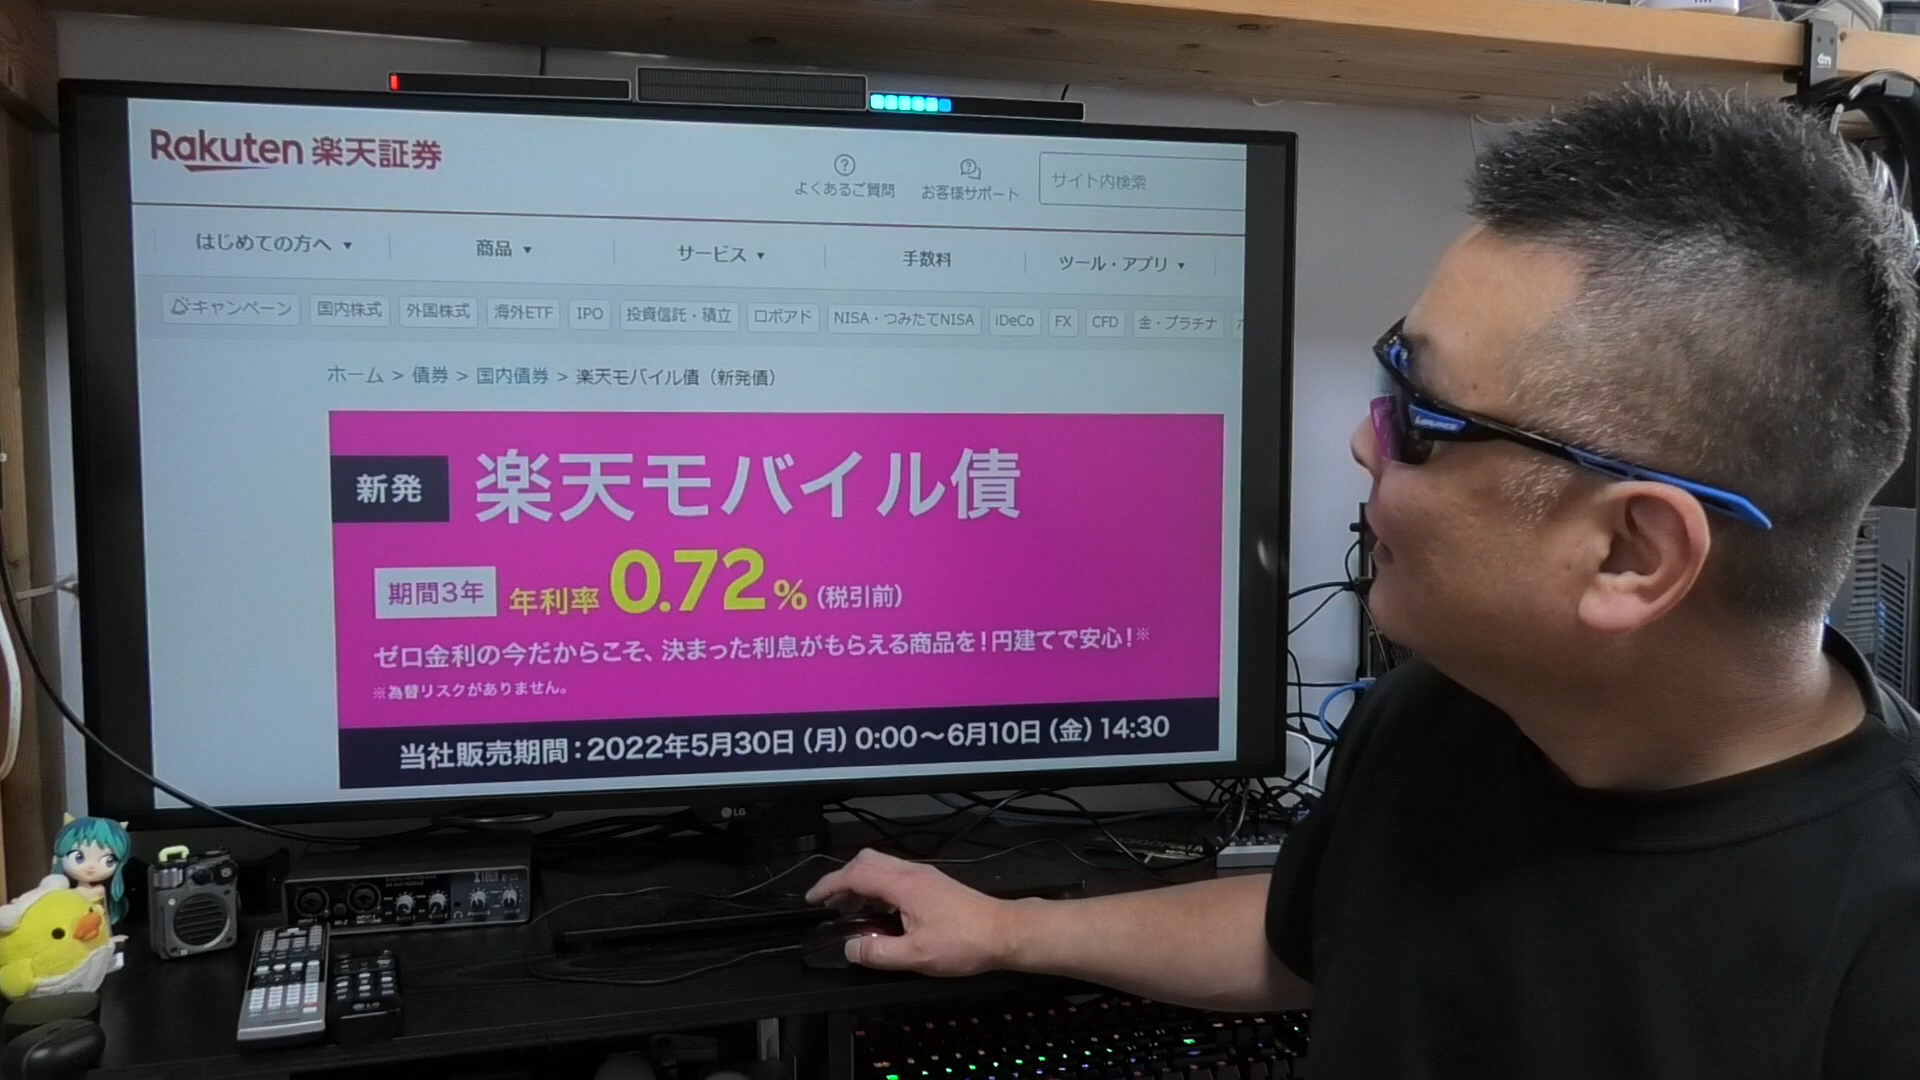 Rakuten 楽天証券
よくあるご質問
お客様サポート
サイト内検索
はじめての方へ ▼
商品 ▼
サービス ▼
手数料
ツール・アプリ ▼
キャンペーン
国内株式
外国株式
海外ETF
IPO
投資信託・積立
ロボアド
NISA・つみたてNISA
iDeCo
FX
CFD
金・プラチナ
ホーム > 債券 > 国内債券 > 楽天モバイル債（新発債）
新発
楽天モバイル債
期間3年
年利率 0.72% (税引前)
ゼロ金利の今だからこそ、決まった利息がもらえる商品を!円建てで安心!※
※為替リスクがありません。
当社販売期間：2022年5月30日（月）0:00～6月10日（金）14:30
LG